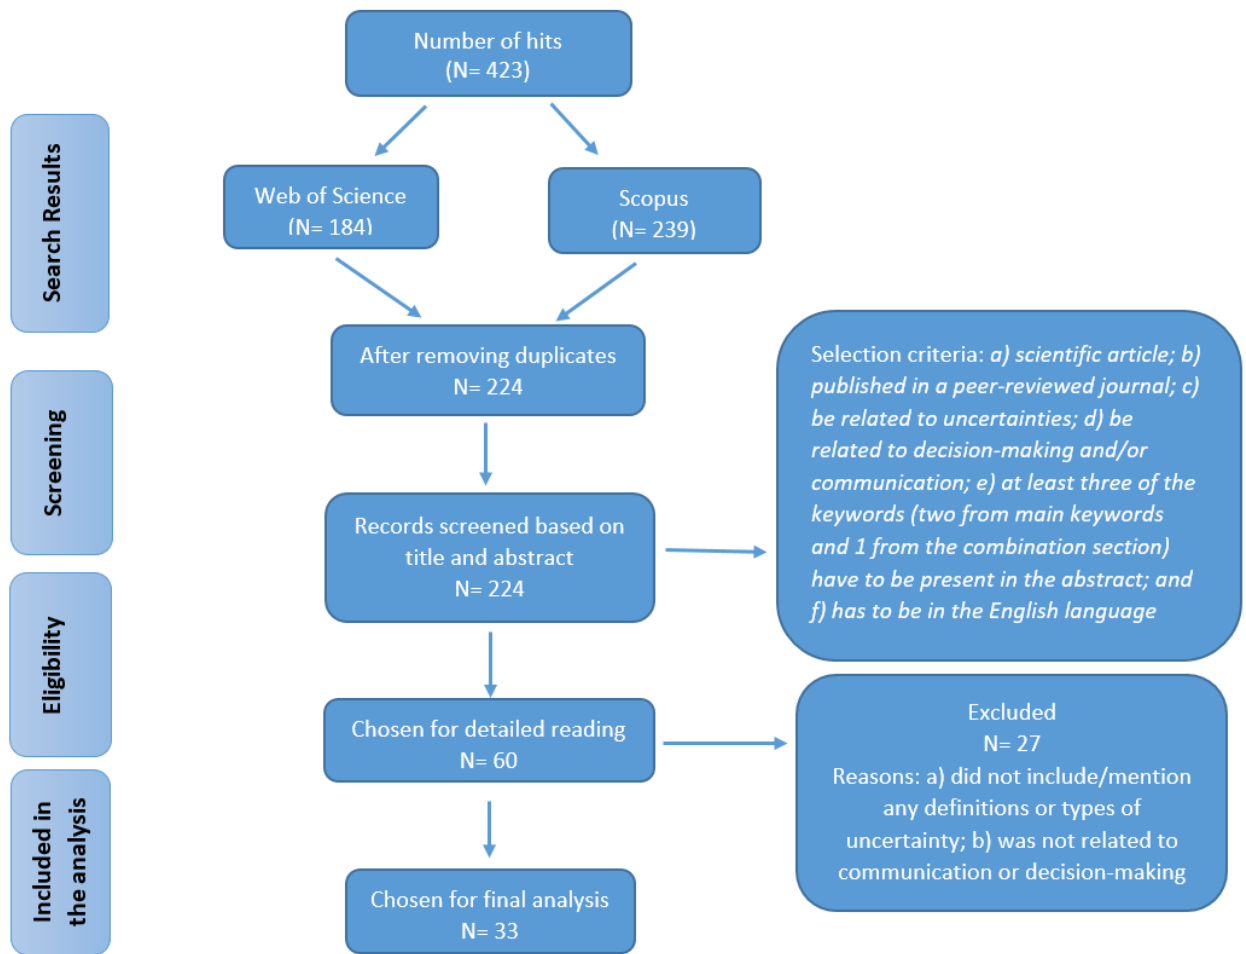 Number of hits
(N= 423)
Search Results
Web of Science
(N= 184)
Scopus
(N= 239)
After removing duplicates
N= 224
Screening
Records screened based on
title and abstract
N= 224
Selection criteria: a) scientific article; b)
published in a peer-reviewed journal; c)
be related to uncertainties; d) be
related to decision-making and/or
communication; e) at least three of the
keywords (two from main keywords
and 1 from the combination section)
have to be present in the abstract; and
f) has to be in the English language
Eligibility
Chosen for detailed reading
N= 60
Excluded
N= 27
Reasons: a) did not include/mention
any definitions or types of
uncertainty; b) was not related to
communication or decision-making
Included in
the analysis
Chosen for final analysis
N= 33